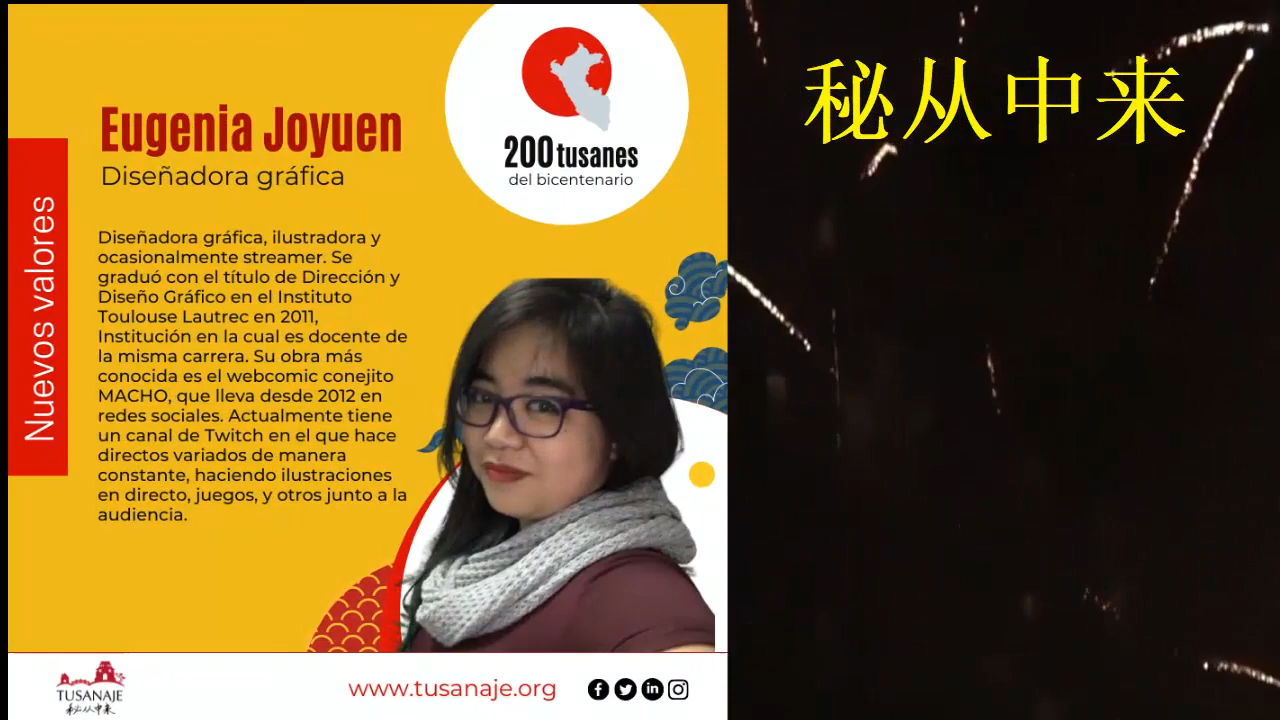 Eugenia Joyuen
Diseñadora gráfica
Nuevos valores
Diseñadora gráfica, ilustradora y
ocasionalmente streamer. Se
graduó con el título de Dirección y
Diseño Gráfico en el Instituto
Toulouse Lautrec en 2011,
Institución en la cual es docente de
la misma carrera. Su obra más
conocida es el webcomic conejito
MACHO, que lleva desde 2012 en
redes sociales. Actualmente tiene
un canal de Twitch en el que hace
directos variados de manera
constante, haciendo ilustraciones
en directo, juegos, y otros junto a la
audiencia.
200 tusanes
del bicentenario
TUSANAJE
秘从中来
www.tusanaje.org
秘从中来